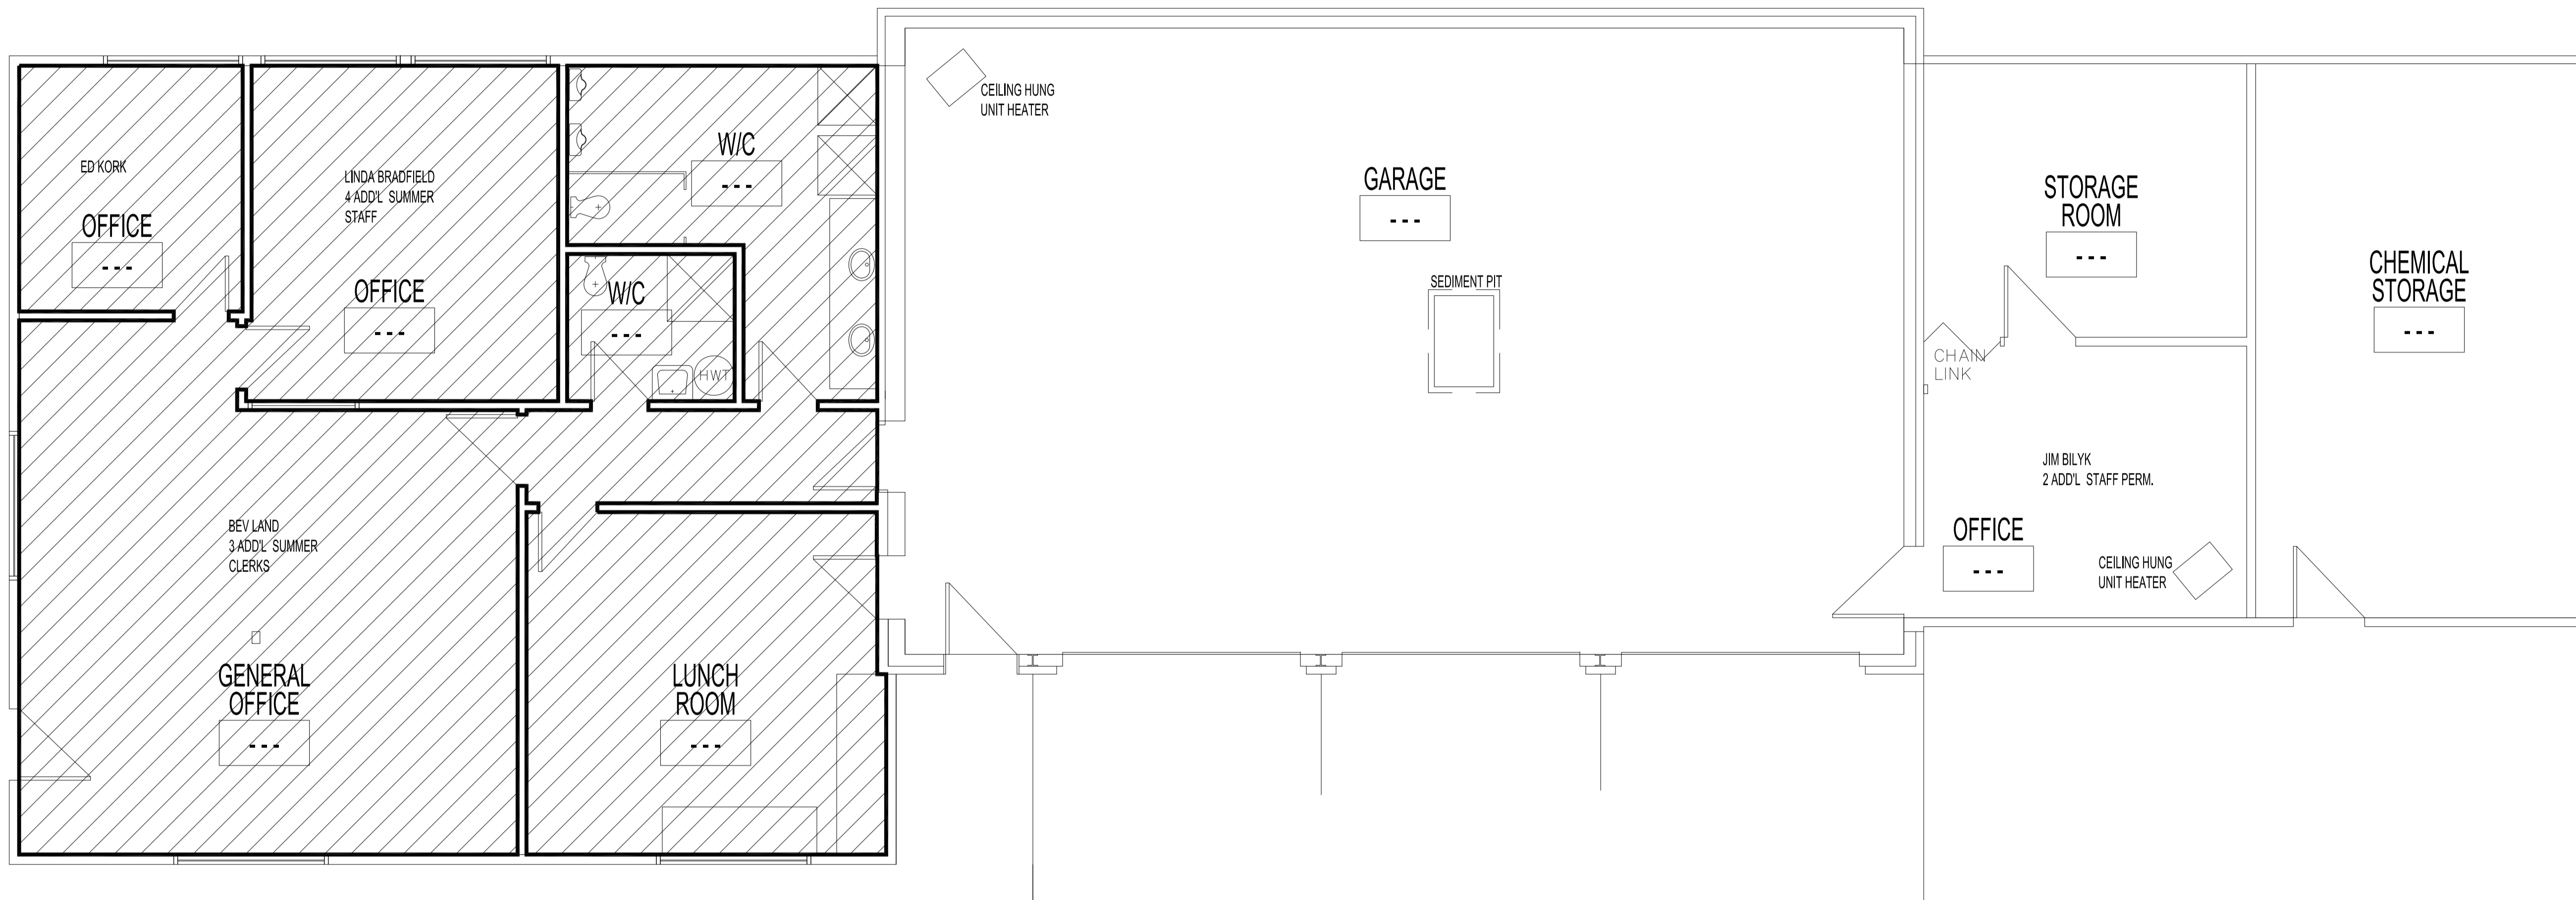 ED KORK
OFFICE
---
LINDA BRADFIELD
4 ADD'L SUMMER
STAFF
OFFICE
---
W/C
---
W/C
---
HWT
BEV LAND
3 ADD'L SUMMER
CLERKS
GENERAL
OFFICE
---
LUNCH
ROOM
---
CEILING HUNG
UNIT HEATER
GARAGE
---
SEDIMENT PIT
STORAGE
ROOM
---
CHAIN
LINK
JIM BILYK
2 ADD'L STAFF PERM.
OFFICE
---
CEILING HUNG
UNIT HEATER
CHEMICAL
STORAGE
---